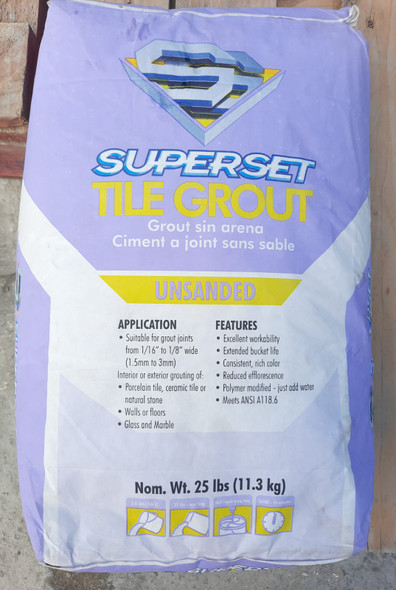 SUPERSET
TILE GROUT
Grout sin arena
Ciment a joint sans sable
UNSANDED
APPLICATION
• Suitable for grout joints
from 1/16" to 1/8" wide
(1.5mm to 3mm)
Interior or exterior grouting of:
• Porcelain tile, ceramic tile or
natural stone
• Walls or floors
• Glass and Marble
FEATURES
• Excellent workability
• Extended bucket life
• Consistent, rich color
• Reduced efflorescence
• Polymer modified - just add water
• Meets ANSI A118.6
Nom. Wt. 25 lbs (11.3 kg)